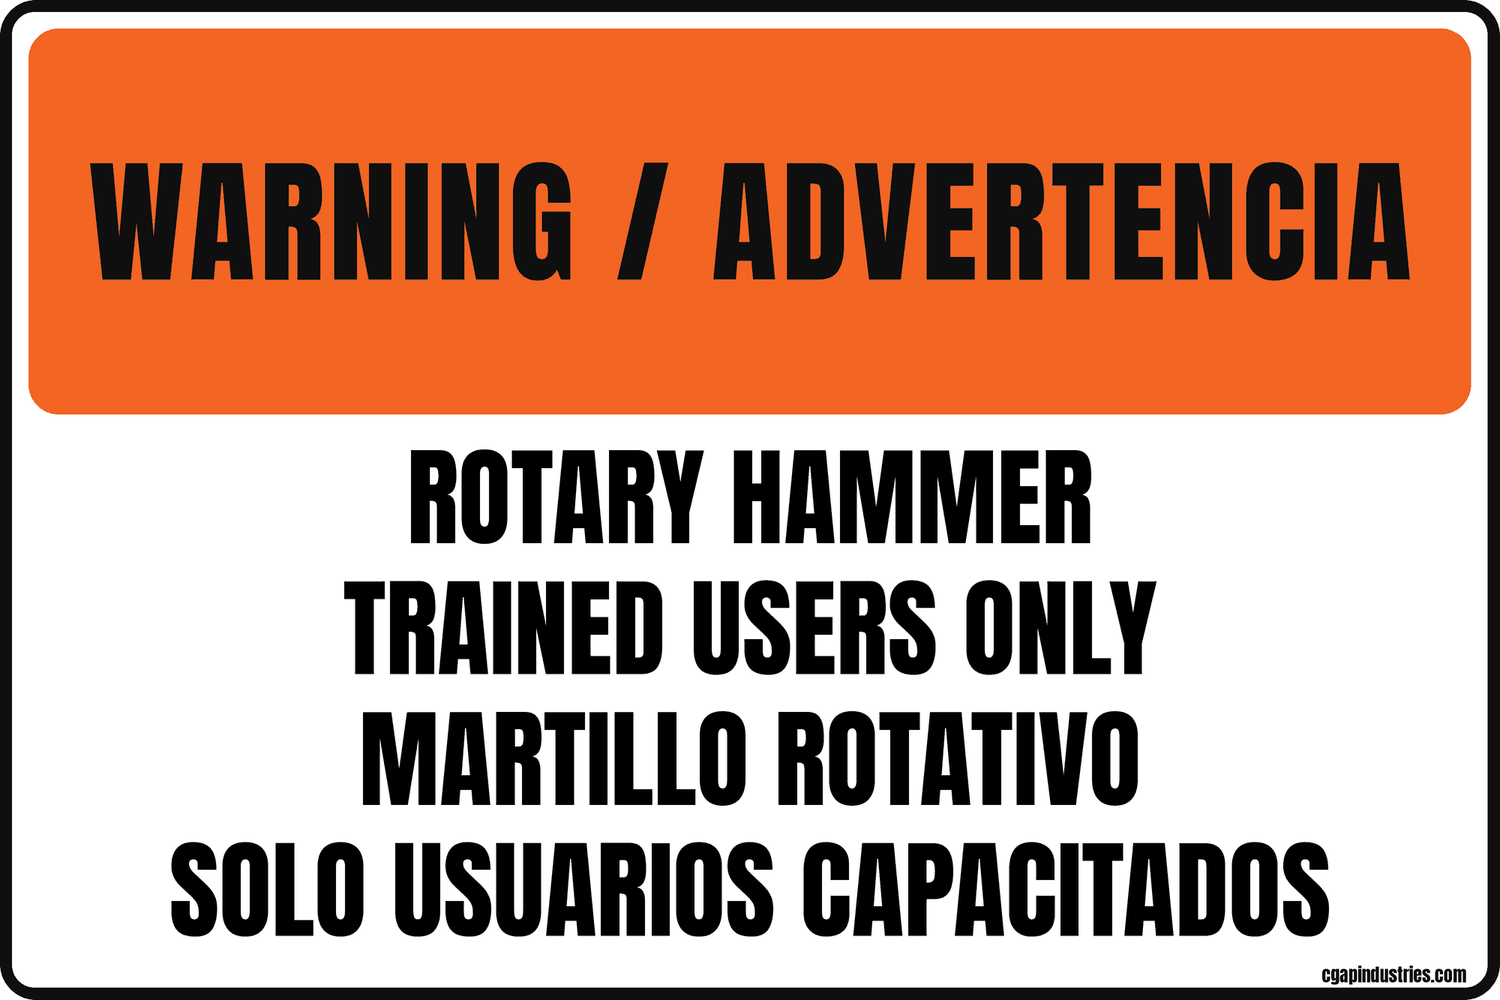 WARNING / ADVERTENCIA
ROTARY HAMMER
TRAINED USERS ONLY
MARTILLO ROTATIVO
SOLO USUARIOS CAPACITADOS
cgapindustries.com